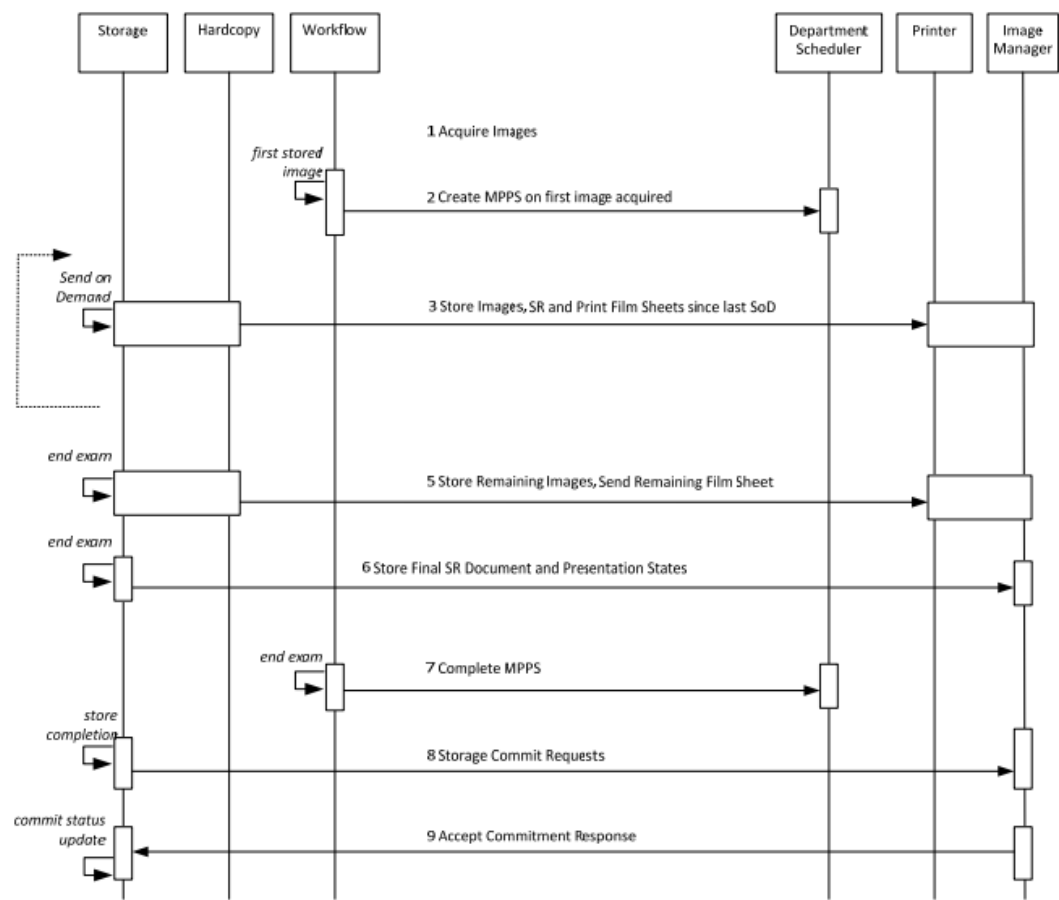 Storage
Hardcopy
Workflow
Department
Scheduler
Printer
Image
Manager
1 Acquire Images
first stored
image
2 Create MPPS on first image acquired
Send on
Demand
3 Store Images, SR and Print Film Sheets since last SoD
end exam
5 Store Remaining Images, Send Remaining Film Sheet
end exam
6 Store Final SR Document and Presentation States
end exam
7 Complete MPPS
store
completion
8 Storage Commit Requests
commit status
update
9 Accept Commitment Response